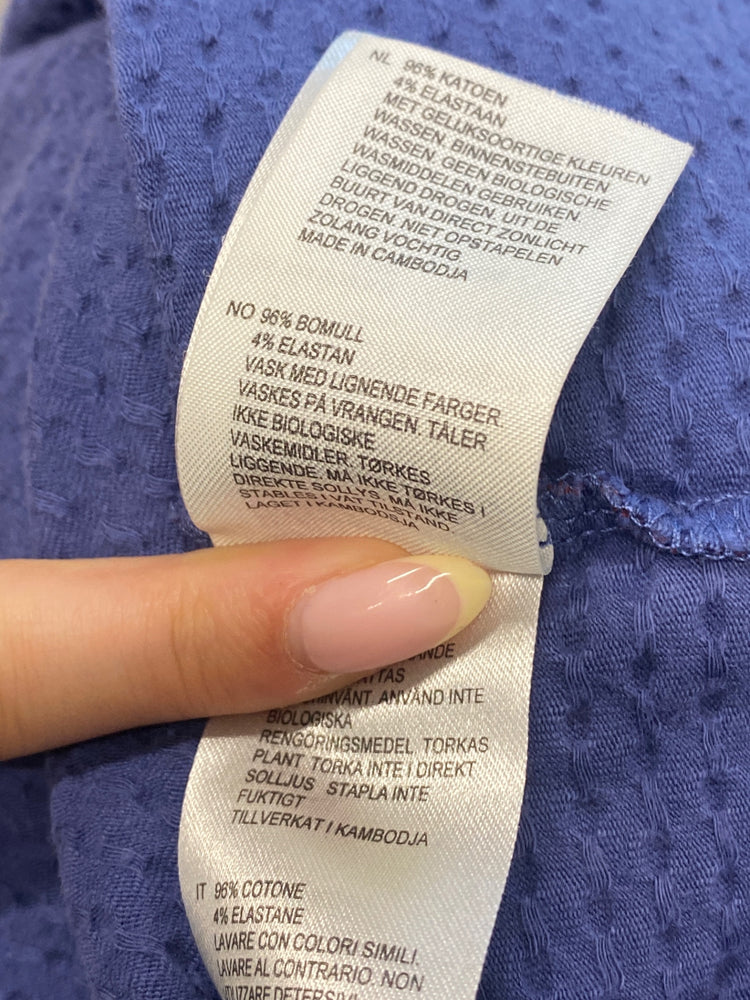 NL 96% KATOEN
4% ELASTAAN
MET GELIJKSOORTIGE KLEUREN
WASSEN. BINNENSTEBUITEN
WASSEN. GEEN BIOLOGISCHE
WASMIDDELEN GEBRUIKEN
LIGGEND DROGEN. UIT DE
BUURT VAN DIRECT ZONLICHT
DROGEN. NIET OPSTAPELEN
ZOLANG VOCHTIG
MADE IN CAMBODJA
NO 96% BOMULL
4% ELASTAN
VASK MED LIGNENDE FARGER.
VASKES PÅ VRANGEN. TÅLER
IKKE BIOLOGISKE
VASKEMIDLER. TØRKES
LIGGENDE. MÅ IKKE TØRKES I
DIREKTE SOLLYS. MÅ IKKE
STABLES I VÅT TILSTAND.
LAGET I KAMBODSJA
ANVÄND INTE
BIOLOGISKA
RENGÖRINGSMEDEL TORKAS
PLANT TORKA INTE I DIREKT
SOLLJUS STAPLA INTE
FUKTIGT
TILLVERKAT I KAMBODJA
IT 96% COTONE
4% ELASTANE
LAVARE CON COLORI SIMILI.
LAVARE AL CONTRARIO NON